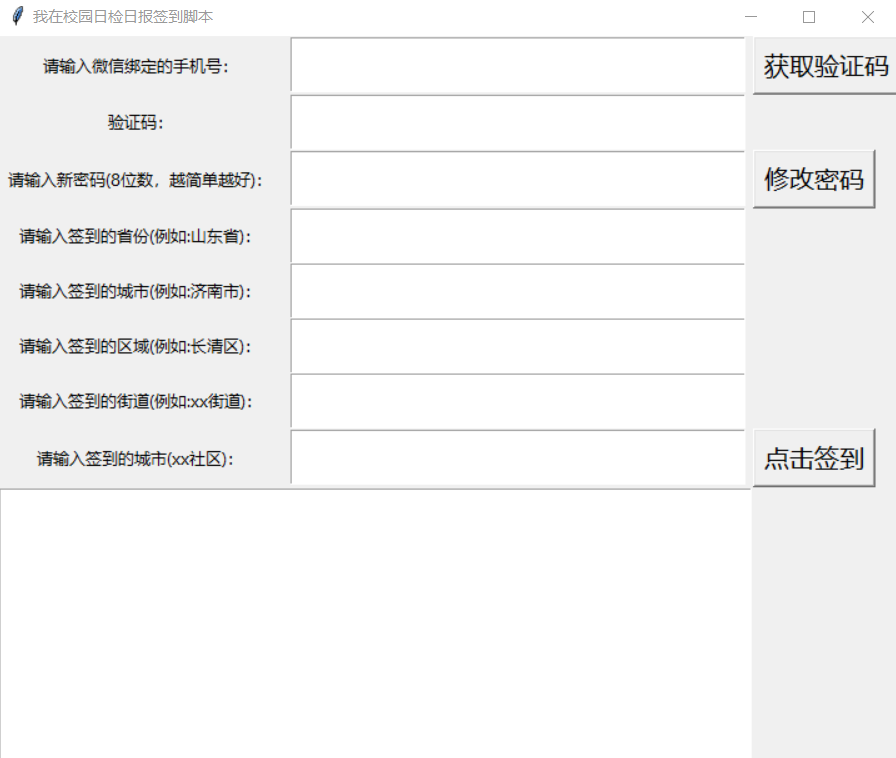 我在校园日检日报签到脚本
请输入微信绑定的手机号： 获取验证码
验证码：
请输入新密码(8位数，越简单越好)： 修改密码
请输入签到的省份(例如:山东省)：
请输入签到的城市(例如:济南市)：
请输入签到的区域(例如:长清区)：
请输入签到的街道(例如:xx街道)：
请输入签到的城市(xx社区)： 点击签到